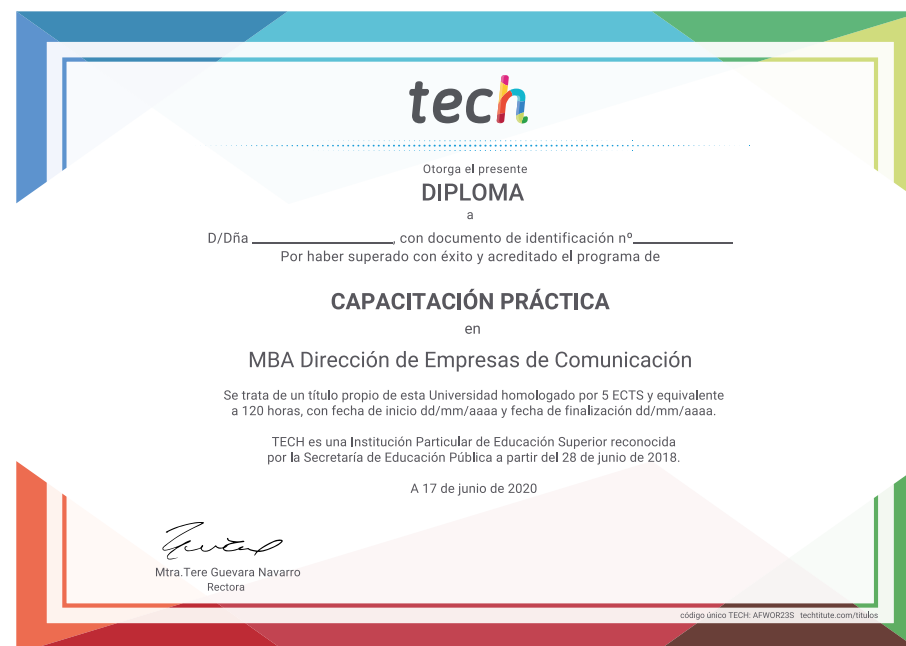 tech
Otorga el presente
DIPLOMA
a
D/Dña ____________________, con documento de identificación nº______________
Por haber superado con éxito y acreditado el programa de
CAPACITACIÓN PRÁCTICA
en
MBA Dirección de Empresas de Comunicación
Se trata de un título propio de esta Universidad homologado por 5 ECTS y equivalente
a 120 horas, con fecha de inicio dd/mm/aaaa y fecha de finalización dd/mm/aaaa.
TECH es una Institución Particular de Educación Superior reconocida
por la Secretaría de Educación Pública a partir del 28 de junio de 2018.
A 17 de junio de 2020
Mtra.Tere Guevara Navarro
Rectora
código único TECH: AFWOR23S techtitute.com/títulos